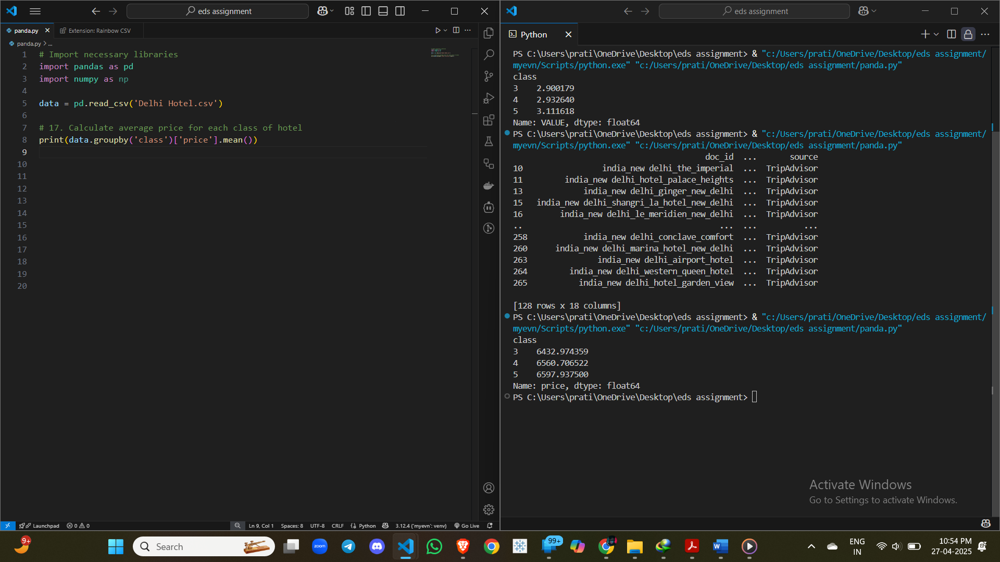 eds assignment
panda.py
Extension: Rainbow CSV
panda.py > ...
1 # Import necessary libraries
2 import pandas as pd
3 import numpy as np
4
5 data = pd.read_csv('Delhi Hotel.csv')
6
7 # 17. Calculate average price for each class of hotel
8 print(data.groupby('class')['price'].mean())
9
10
11
12
13
14
15
16
17
18
19
20
Launchpad
0 0
Ln 9, Col 1
Spaces: 8
UTF-8
CRLF
Python
3.12.4 ('myevn': venv)
Go Live
eds assignment
Python
PS C:\Users\prati\OneDrive\Desktop\eds assignment> & "c:/Users/prati/OneDrive/Desktop/eds assignment/
myevn/Scripts/python.exe" "c:/Users/prati/OneDrive/Desktop/eds assignment/panda.py"
class
3 2.900179
4 2.932640
5 3.111618
Name: VALUE, dtype: float64
PS C:\Users\prati\OneDrive\Desktop\eds assignment> & "c:/Users/prati/OneDrive/Desktop/eds assignment/
myevn/Scripts/python.exe" "c:/Users/prati/OneDrive/Desktop/eds assignment/panda.py"
doc_id ... source
10 india_new delhi_the_imperial ... TripAdvisor
11 india_new delhi_hotel_palace_heights ... TripAdvisor
13 india_new delhi_ginger_new_delhi ... TripAdvisor
15 india_new delhi_shangri_la_hotel_new_delhi ... TripAdvisor
16 india_new delhi_le_meridien_new_delhi ... TripAdvisor
.. ... ... ...
258 india_new delhi_conclave_comfort ... TripAdvisor
260 india_new delhi_marina_hotel_new_delhi ... TripAdvisor
263 india_new delhi_airport_hotel ... TripAdvisor
264 india_new delhi_western_queen_hotel ... TripAdvisor
265 india_new delhi_hotel_garden_view ... TripAdvisor
[128 rows x 18 columns]
PS C:\Users\prati\OneDrive\Desktop\eds assignment> & "c:/Users/prati/OneDrive/Desktop/eds assignment/
myevn/Scripts/python.exe" "c:/Users/prati/OneDrive/Desktop/eds assignment/panda.py"
class
3 6432.974359
4 6560.706522
5 6597.937500
Name: price, dtype: float64
PS C:\Users\prati\OneDrive\Desktop\eds assignment>
Activate Windows
Go to Settings to activate Windows.
9+
Search
zoom
99+
ENG
IN
10:54 PM
27-04-2025